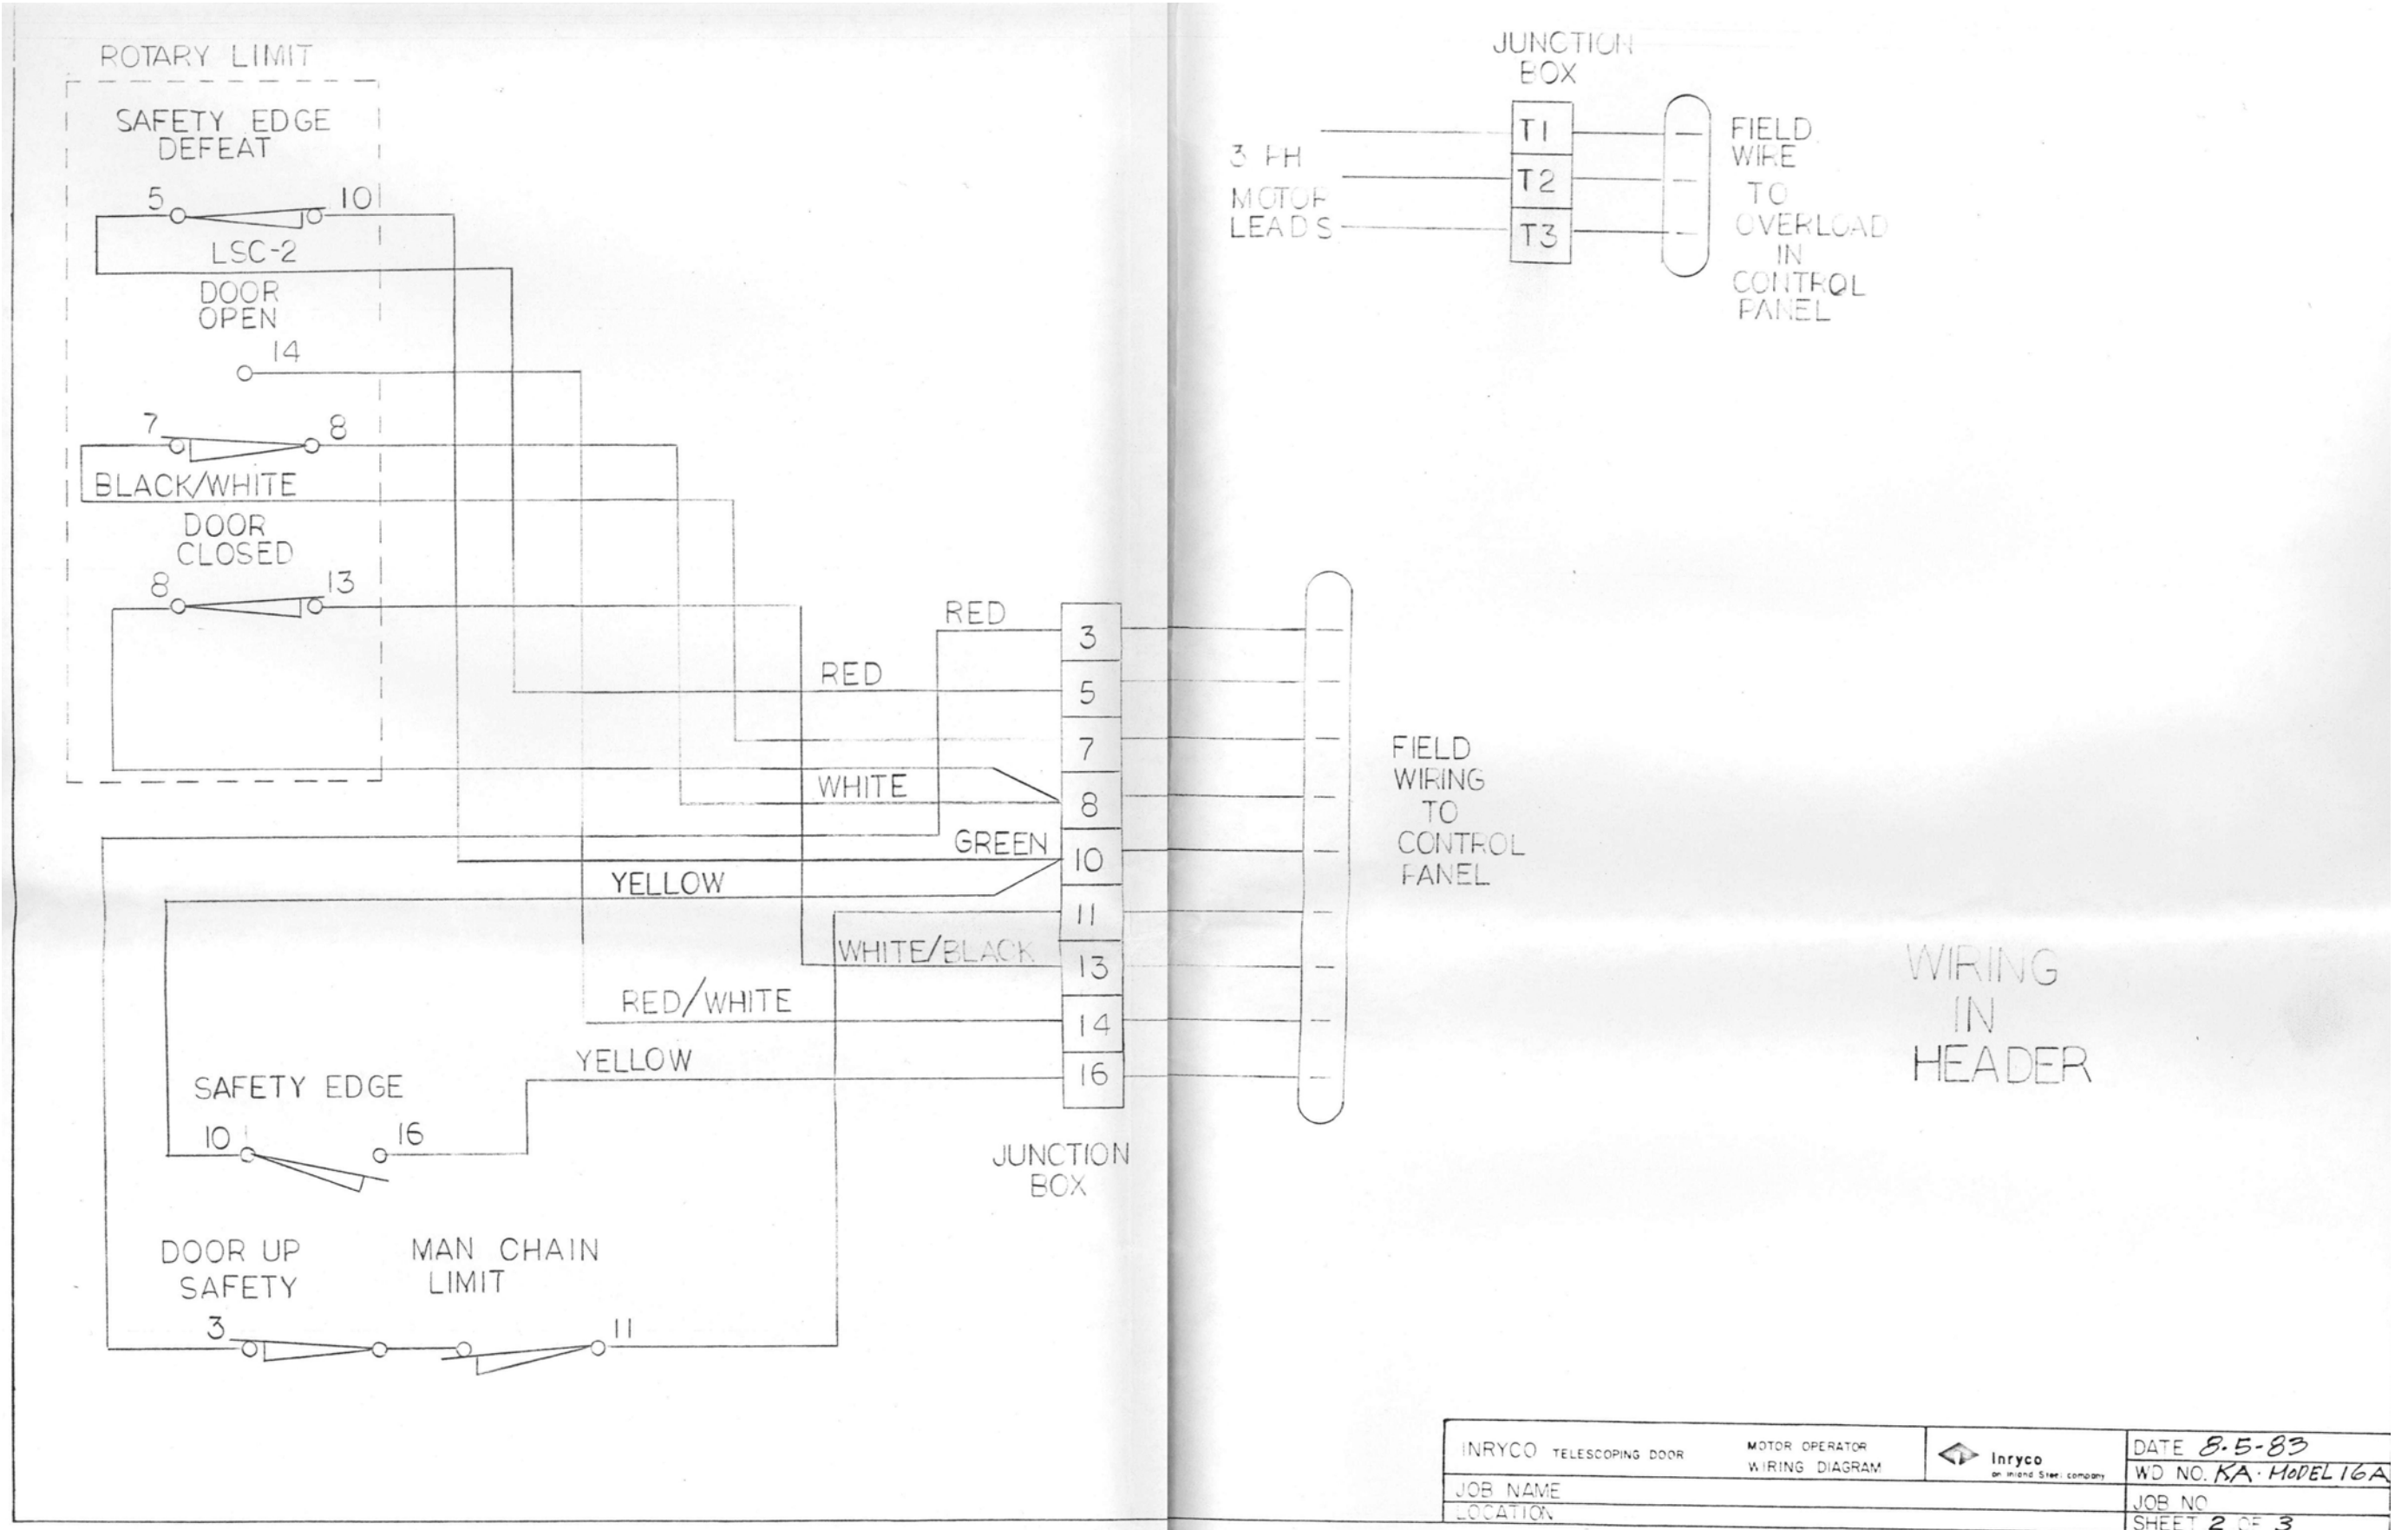 ROTARY LIMIT
SAFETY EDGE
DEFEAT
5
10
LSC-2
DOOR
OPEN
14
7
8
BLACK/WHITE
DOOR
CLOSED
8
13
JUNCTION
BOX
3 PH
MOTOR
LEADS
T1
T2
T3
FIELD
WIRE
TO
OVERLOAD
IN
CONTROL
PANEL
RED
3
RED
5
7
WHITE
8
GREEN
10
YELLOW
11
WHITE/BLACK
13
RED/WHITE
14
YELLOW
16
JUNCTION
BOX
FIELD
WIRING
TO
CONTROL
PANEL
WIRING
IN
HEADER
SAFETY EDGE
10
16
DOOR UP
SAFETY
MAN CHAIN
LIMIT
3
11
INRYCO TELESCOPING DOOR
MOTOR OPERATOR
WIRING DIAGRAM
Inryco
an Inland Steel company
DATE 8-5-83
WD NO. KA-MODEL 16A
JOB NAME
LOCATION
JOB NO
SHEET 2 OF 3